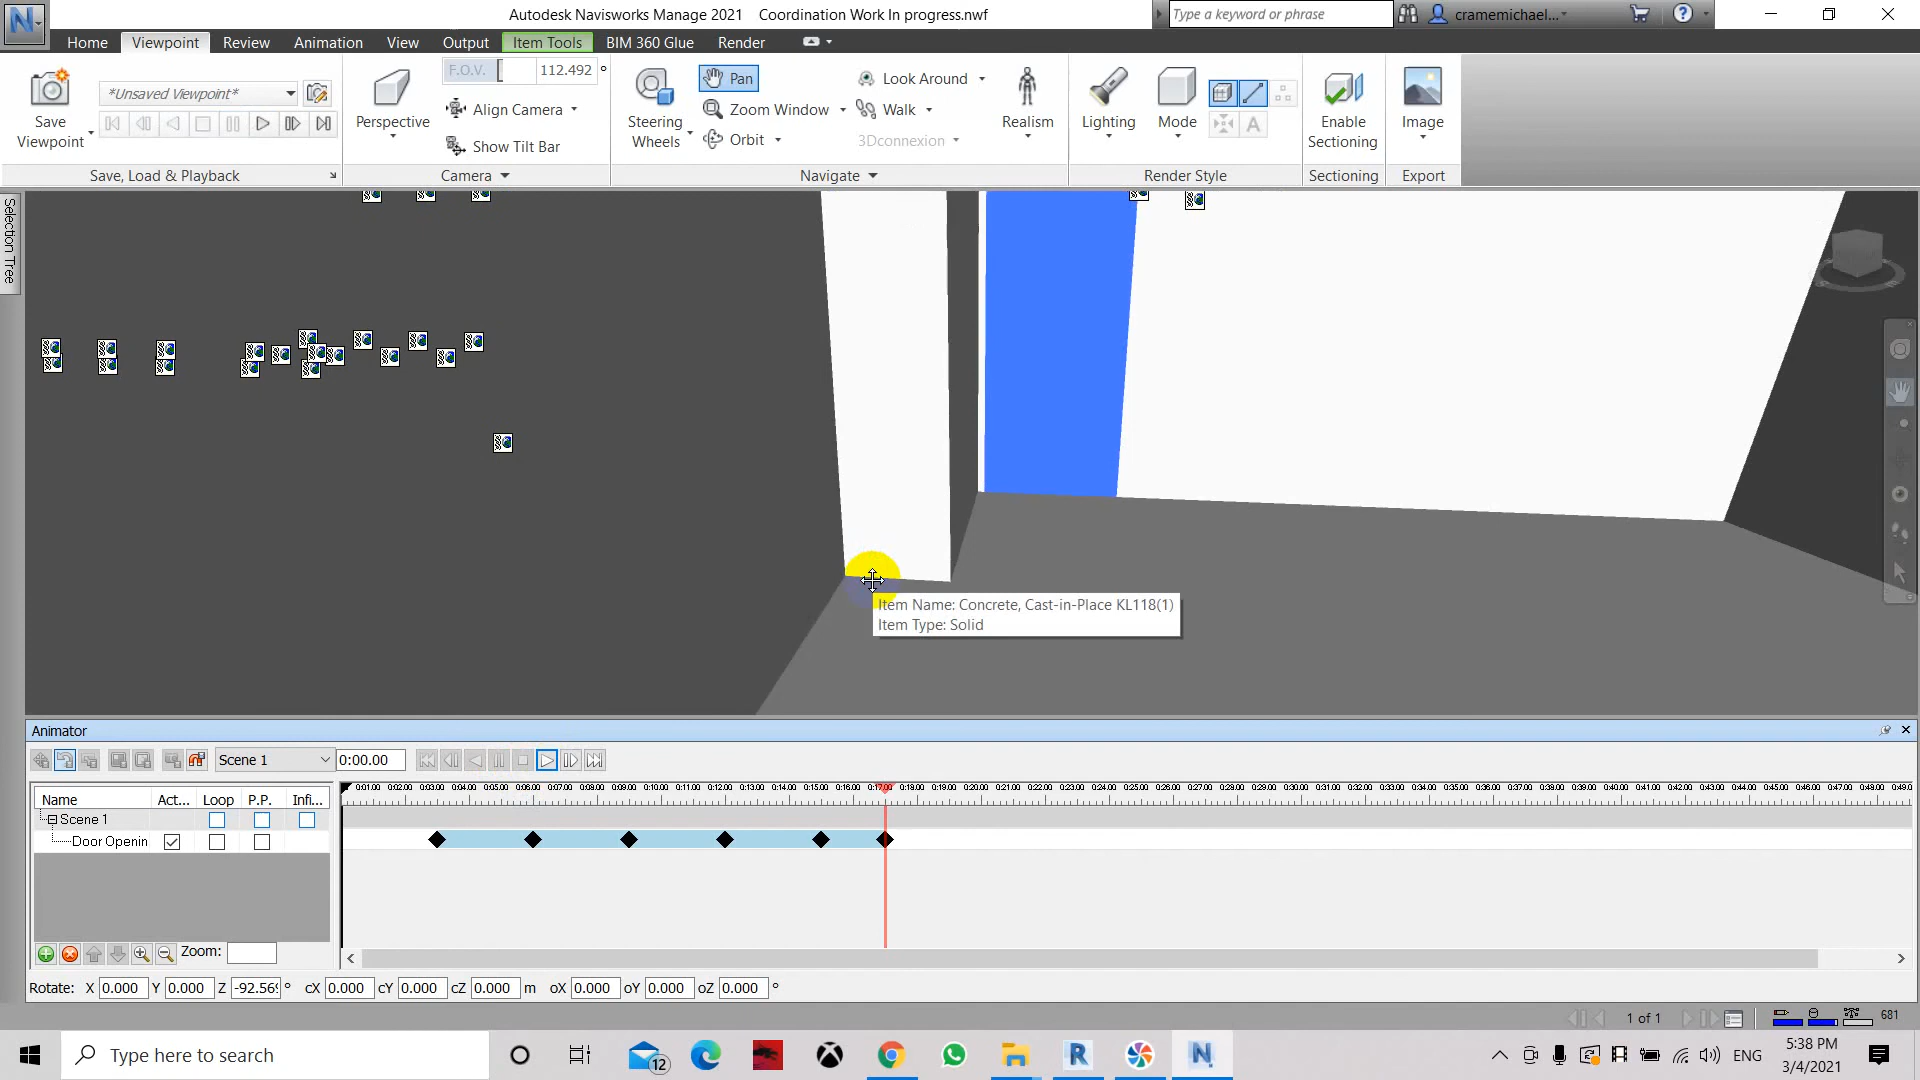 Autodesk Navisworks Manage 2021 Coordination Work In progress.nwf
Type a keyword or phrase
cramemichael...
Home Viewpoint Review Animation View Output Item Tools BIM 360 Glue Render
*Unsaved Viewpoint*
Save
Viewpoint
Save, Load & Playback
Perspective
F.O.V. 112.492 °
Align Camera
Show Tilt Bar
Camera
Steering
Wheels
Pan
Zoom Window
Orbit
Look Around
Walk
3Dconnexion
Navigate
Realism
Lighting
Mode
Render Style
Enable
Sectioning
Sectioning
Image
Export
Selection Tree
Item Name: Concrete, Cast-in-Place KL118(1)
Item Type: Solid
Animator
Scene 1
0:00.00
Name Act... Loop P.P. Infi...
Scene 1
Door Openin
Zoom:
Rotate: X 0.000 Y 0.000 Z -92.56 ° cX 0.000 cY 0.000 cZ 0.000 m oX 0.000 oY 0.000 oZ 0.000 °
1 of 1
681
Type here to search
12
ENG
5:38 PM
3/4/2021